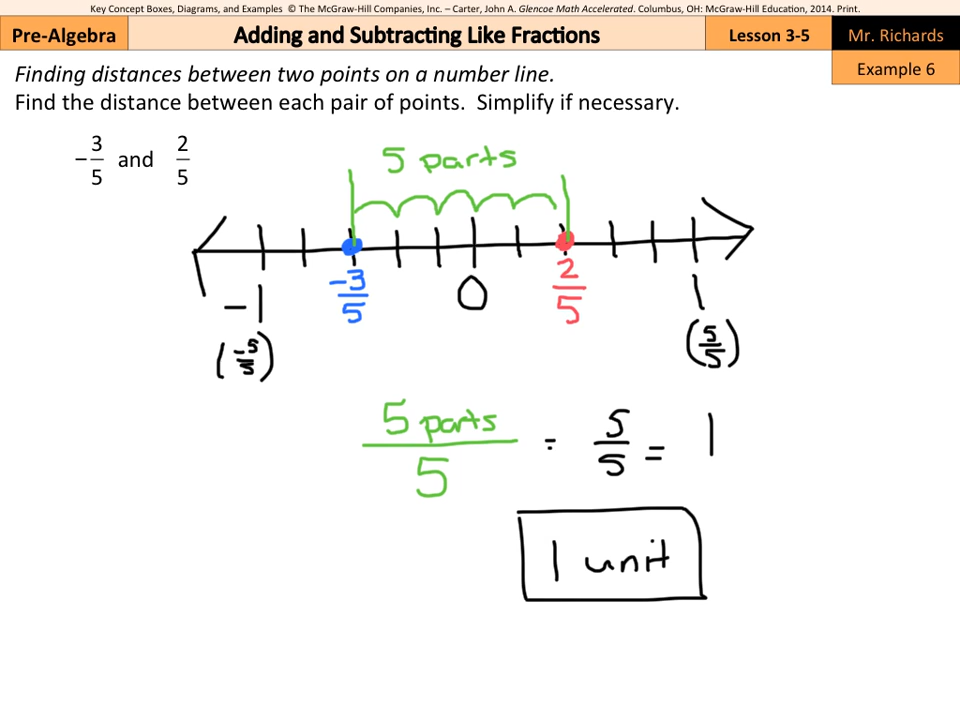 Key Concept Boxes, Diagrams, and Examples © The McGraw-Hill Companies, Inc. – Carter, John A. Glencoe Math Accelerated. Columbus, OH: McGraw-Hill Education, 2014. Print.
Pre-Algebra Adding and Subtracting Like Fractions Lesson 3-5 Mr. Richards
Example 6
Finding distances between two points on a number line.
Find the distance between each pair of points. Simplify if necessary.
-3/5 and 2/5
5 parts
-1 -3/5 0 2/5 1
(-5/5) (5/5)
5 parts/5 = 5/5 = 1
1 unit